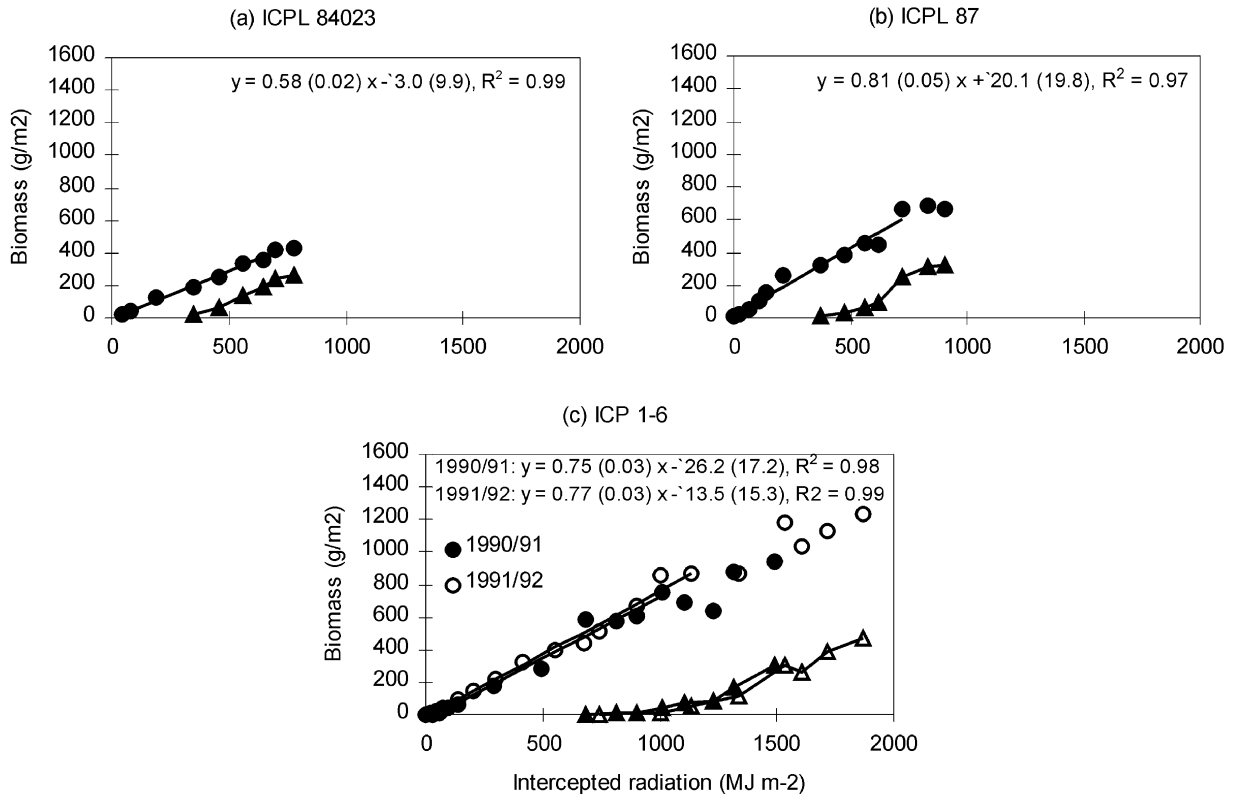 (a) ICPL 84023
y = 0.58 (0.02) x -`3.0 (9.9), R² = 0.99
Biomass (g/m2)
1600
1400
1200
1000
800
600
400
200
0
0 500 1000 1500 2000
(b) ICPL 87
y = 0.81 (0.05) x +`20.1 (19.8), R² = 0.97
Biomass (g/m2)
1600
1400
1200
1000
800
600
400
200
0
0 500 1000 1500 2000
(c) ICP 1-6
1990/91: y = 0.75 (0.03) x -`26.2 (17.2), R² = 0.98
1991/92: y = 0.77 (0.03) x -`13.5 (15.3), R2 = 0.99
1990/91
1991/92
Biomass (g/m2)
1600
1400
1200
1000
800
600
400
200
0
0 500 1000 1500 2000
Intercepted radiation (MJ m-2)